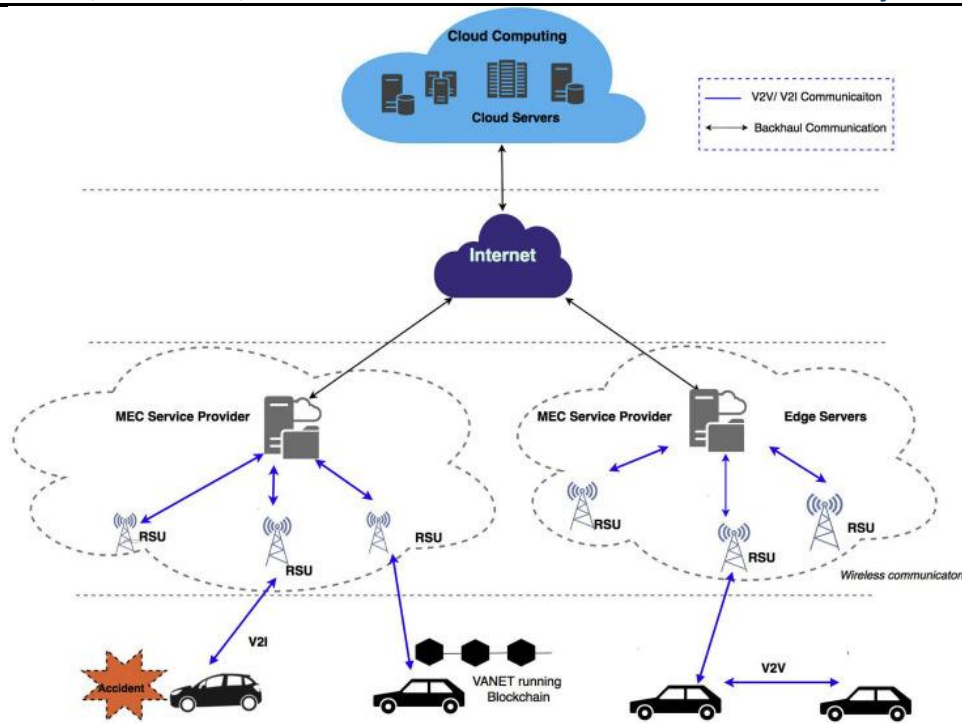 Cloud Computing
Cloud Servers
V2V/ V2I Communicaiton
Backhaul Communication
Internet
MEC Service Provider
MEC Service Provider
Edge Servers
RSU
RSU
RSU
RSU
RSU
RSU
Wireless communicaton
V2I
Accident
VANET running
Blockchain
V2V